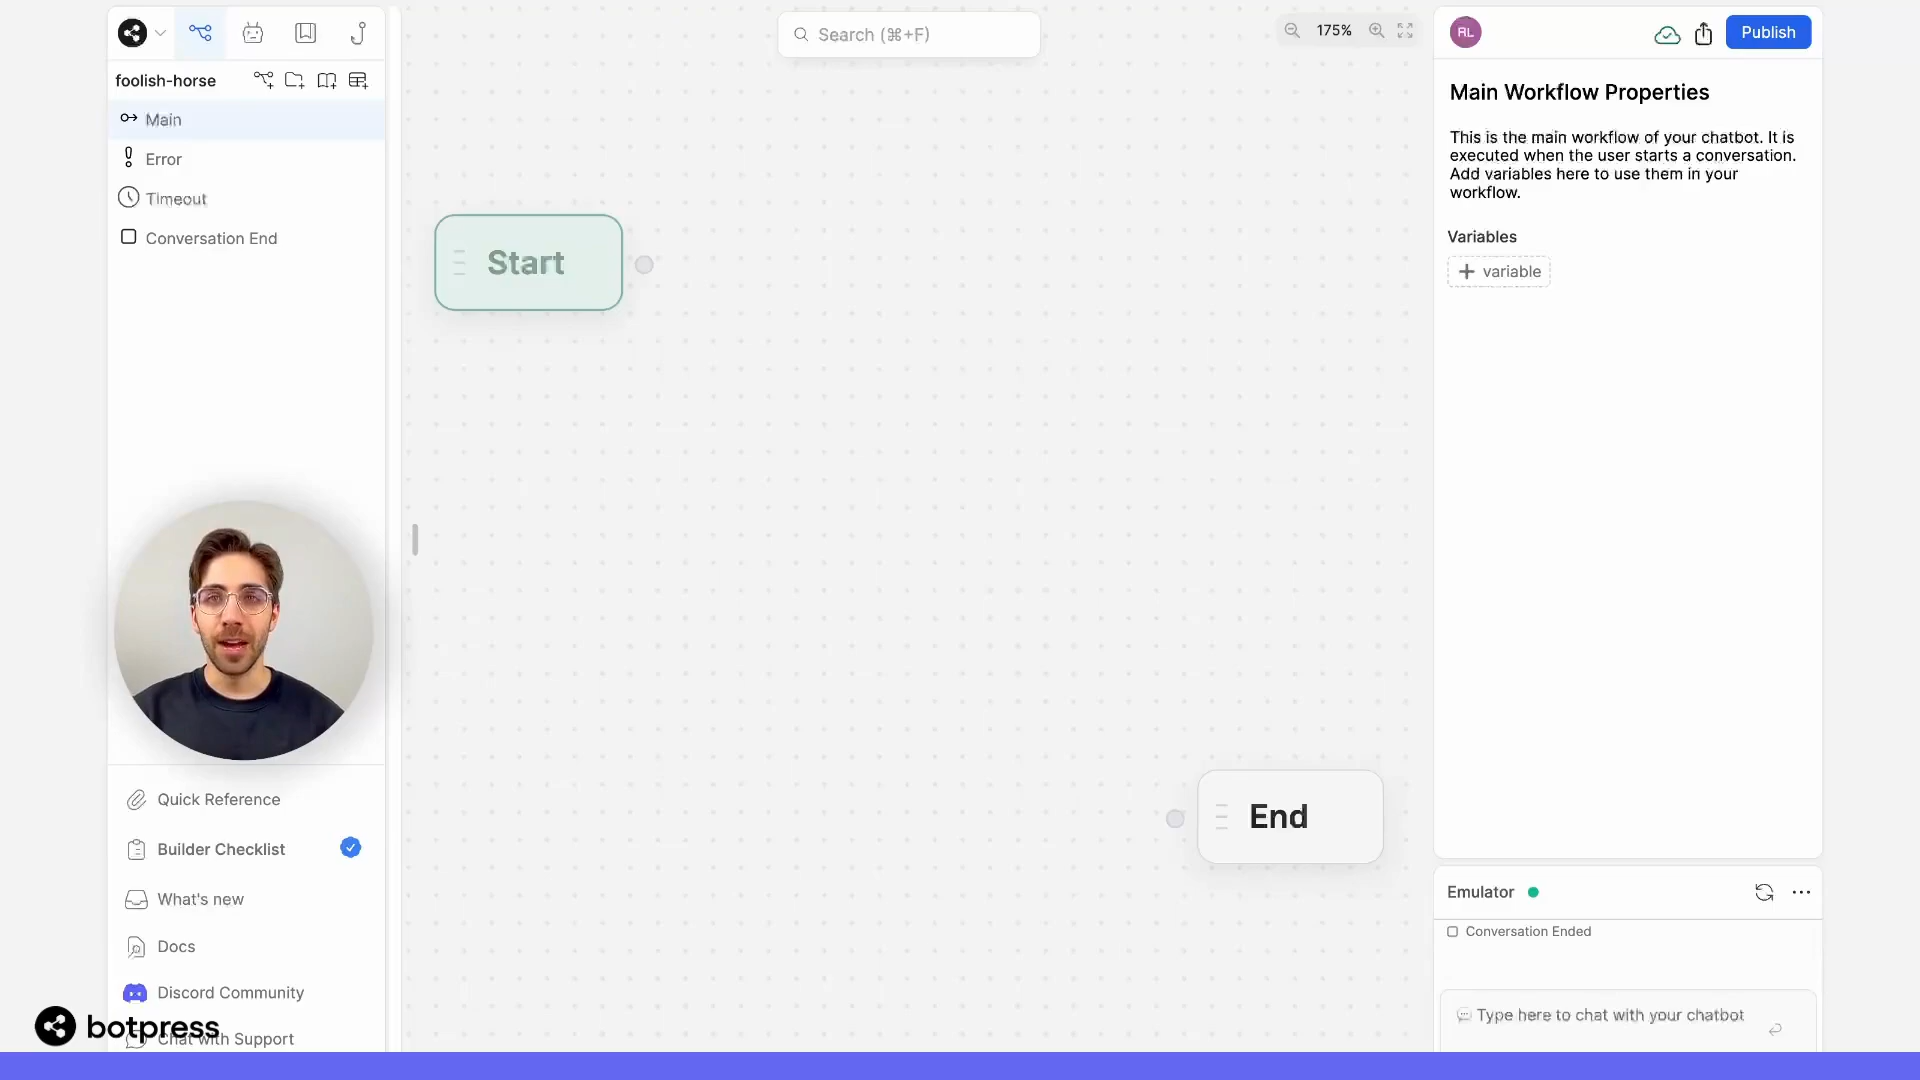 Search (⌘+F)
175%
RL
Publish
foolish-horse
Main
Error
Timeout
Conversation End
Start
End
Main Workflow Properties
This is the main workflow of your chatbot. It is
executed when the user starts a conversation.
Add variables here to use them in your
workflow.
Variables
+ variable
Quick Reference
Builder Checklist
What's new
Docs
Discord Community
Chat with Support
botpress
Emulator
Conversation Ended
Type here to chat with your chatbot